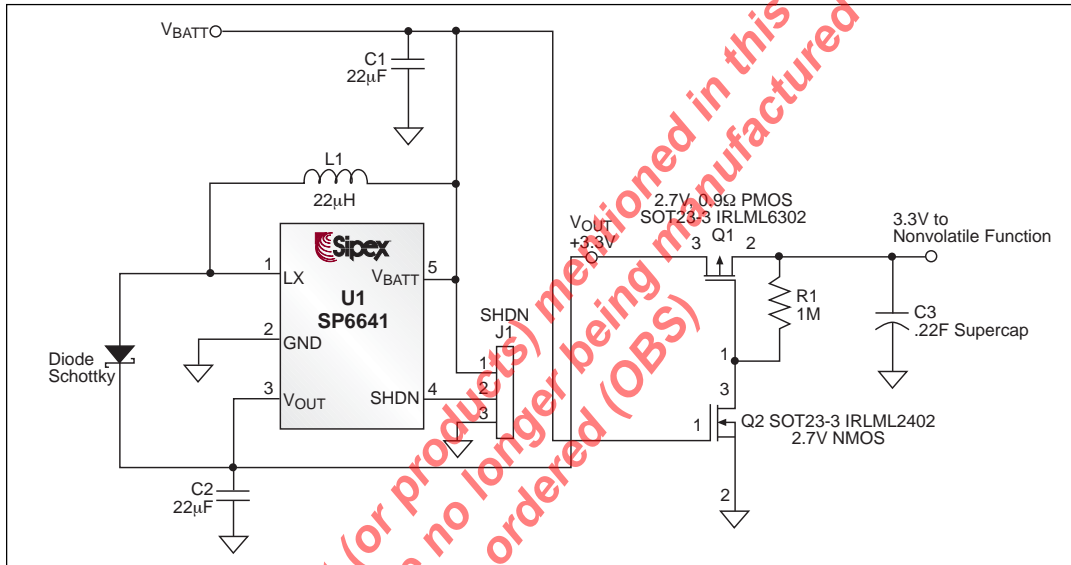 VBATT
C1
22µF
L1
22µH
Sipex
1
LX
VBATT
5
U1
SP6641
2
GND
3
VOUT
SHDN
4
Diode
Schottky
C2
22µF
SHDN
J1
1
2
3
VOUT
+3.3V
2.7V, 0.9Ω PMOS
SOT23-3 IRLML6302
Q1
3
2
1
R1
1M
3.3V to
Nonvolatile Function
C3
.22F Supercap
3
1
Q2 SOT23-3 IRLML2402
2.7V NMOS
2
(or products) mentioned in this
no longer being manufactured
ordered (OBS)